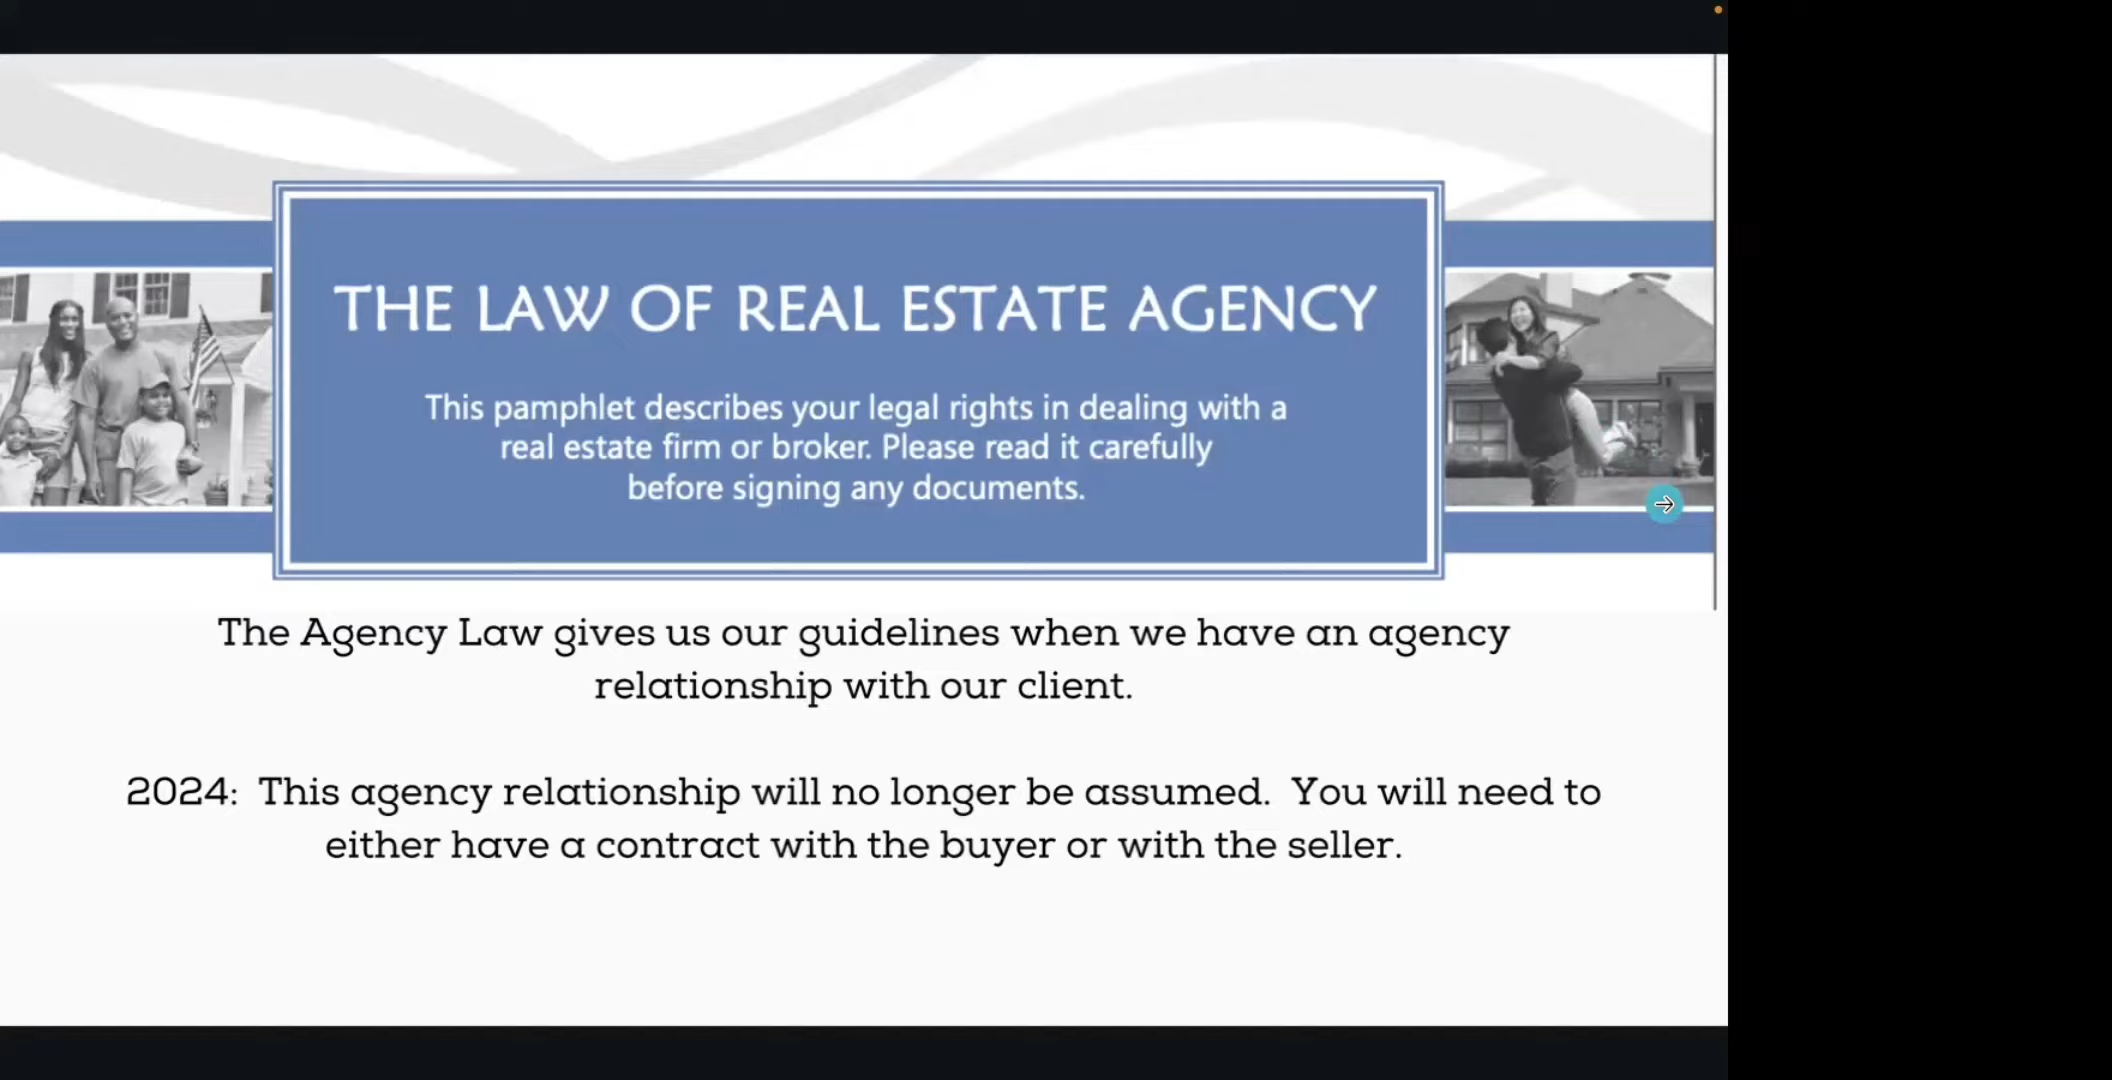 THE LAW OF REAL ESTATE AGENCY
This pamphlet describes your legal rights in dealing with a
real estate firm or broker. Please read it carefully
before signing any documents.
The Agency Law gives us our guidelines when we have an agency
relationship with our client.
2024:  This agency relationship will no longer be assumed.  You will need to
either have a contract with the buyer or with the seller.